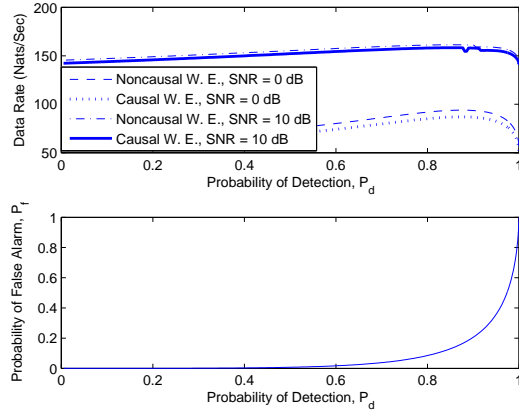 200
150
100
50
Data Rate (Nats/Sec)
Noncausal W. E., SNR = 0 dB
Causal W. E., SNR = 0 dB
Noncausal W. E., SNR = 10 dB
Causal W. E., SNR = 10 dB
0 0.2 0.4 0.6 0.8 1
Probability of Detection, P_d
1
0.8
0.6
0.4
0.2
0
Probability of False Alarm, P_f
0 0.2 0.4 0.6 0.8 1
Probability of Detection, P_d